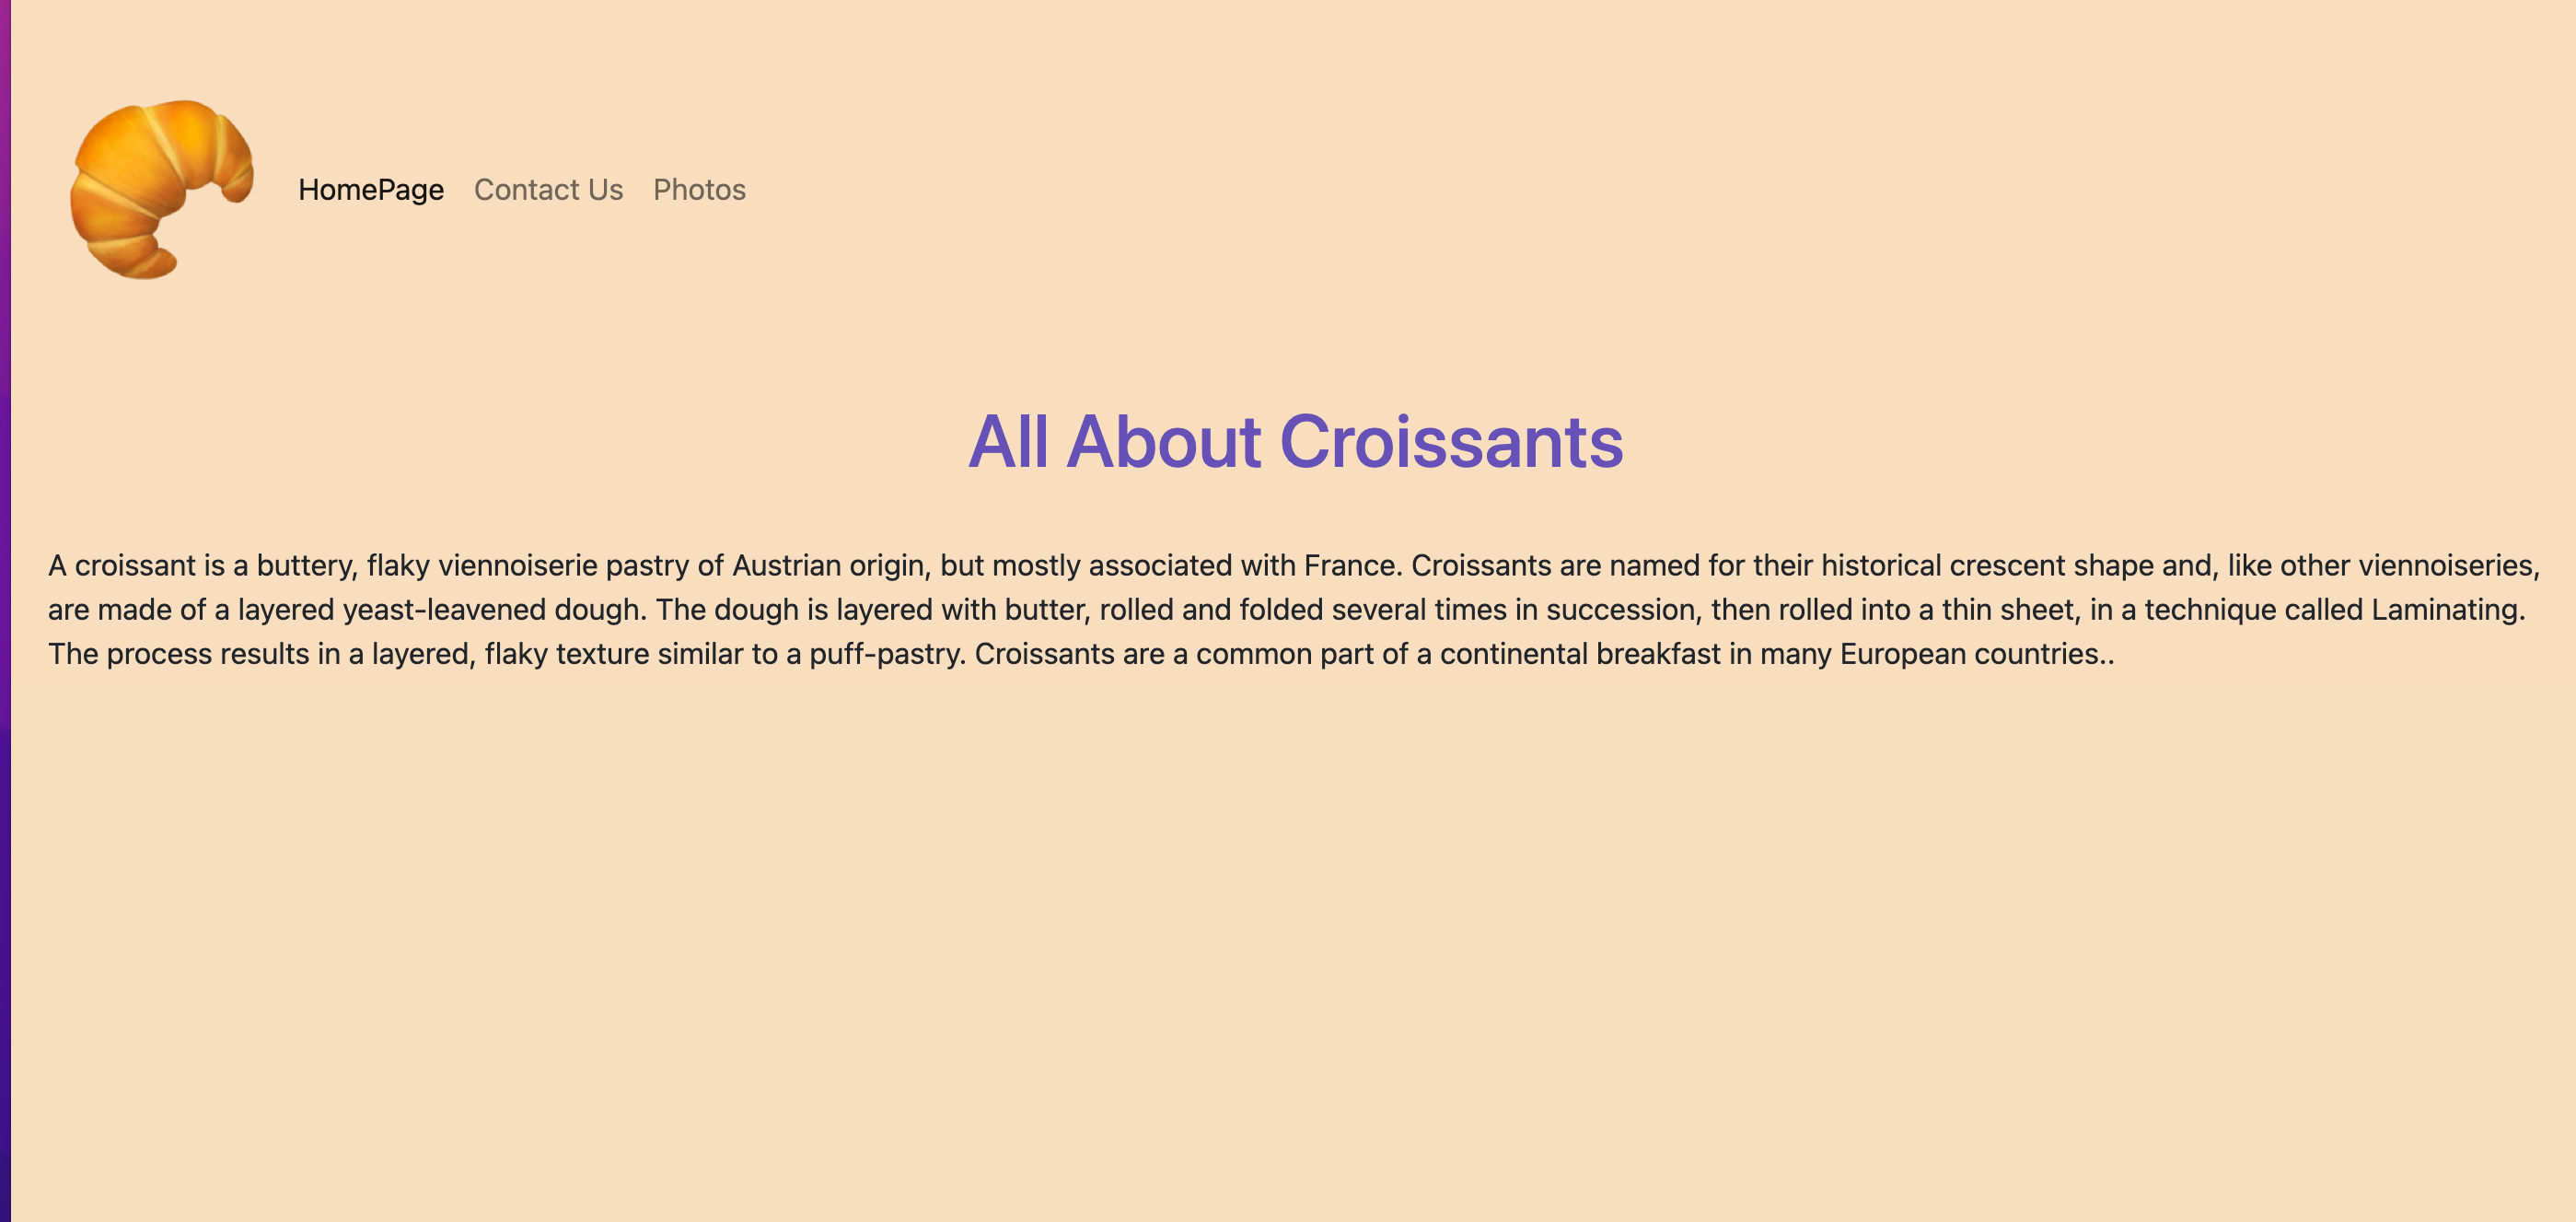 HomePage Contact Us Photos
All About Croissants
A croissant is a buttery, flaky viennoiserie pastry of Austrian origin, but mostly associated with France. Croissants are named for their historical crescent shape and, like other viennoiseries,
are made of a layered yeast-leavened dough. The dough is layered with butter, rolled and folded several times in succession, then rolled into a thin sheet, in a technique called Laminating.
The process results in a layered, flaky texture similar to a puff-pastry. Croissants are a common part of a continental breakfast in many European countries..